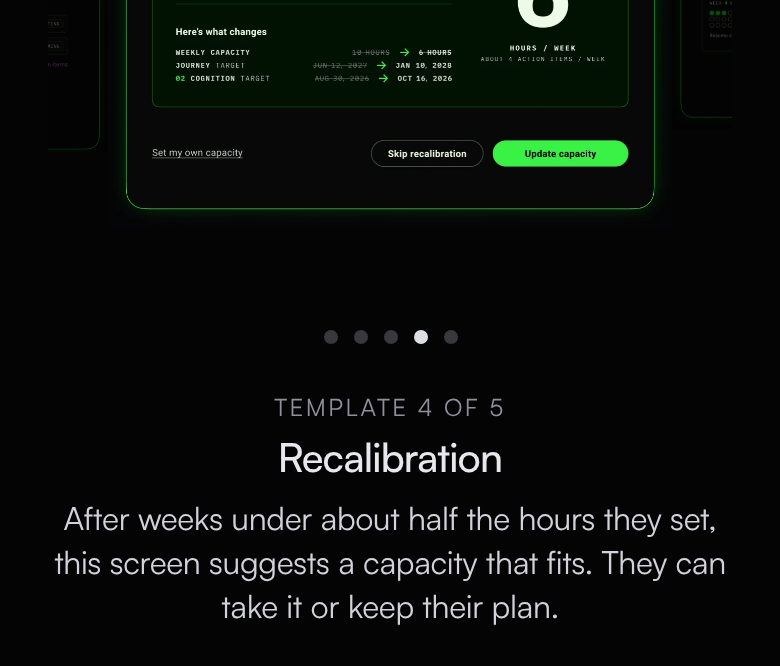 Here's what changes
WEEKLY CAPACITY 10 HOURS → 6 HOURS
JOURNEY TARGET JUN 12, 2027 → JAN 10, 2028
02 COGNITION TARGET AUG 30, 2026 → OCT 16, 2026
HOURS / WEEK
ABOUT 4 ACTION ITEMS / WEEK
Set my own capacity
Skip recalibration
Update capacity
TEMPLATE 4 OF 5
Recalibration
After weeks under about half the hours they set,
this screen suggests a capacity that fits. They can
take it or keep their plan.